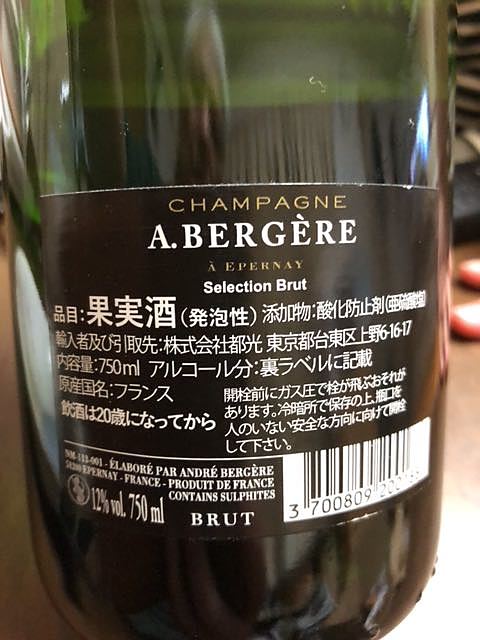 CHAMPAGNE
A.BERGÈRE
À EPERNAY
Selection Brut
品目:果実酒(発泡性) 添加物:酸化防止剤(亜硫酸塩)
輸入者及び引取先:株式会社都光 東京都台東区上野6-16-17
内容量:750ml アルコール分:裏ラベルに記載
原産国名:フランス
飲酒は20歳になってから
開栓前にガス圧で栓が飛ぶおそれが
あります。冷暗所で保存の上、瓶口を
人のいない安全な方向に向けて開栓
して下さい。
NM-113-001 - ÉLABORÉ PAR ANDRÉ BERGÈRE
51200 EPERNAY - FRANCE - PRODUIT DE FRANCE
CONTAINS SULPHITES
12% vol. 750 ml
BRUT
3 700809 200